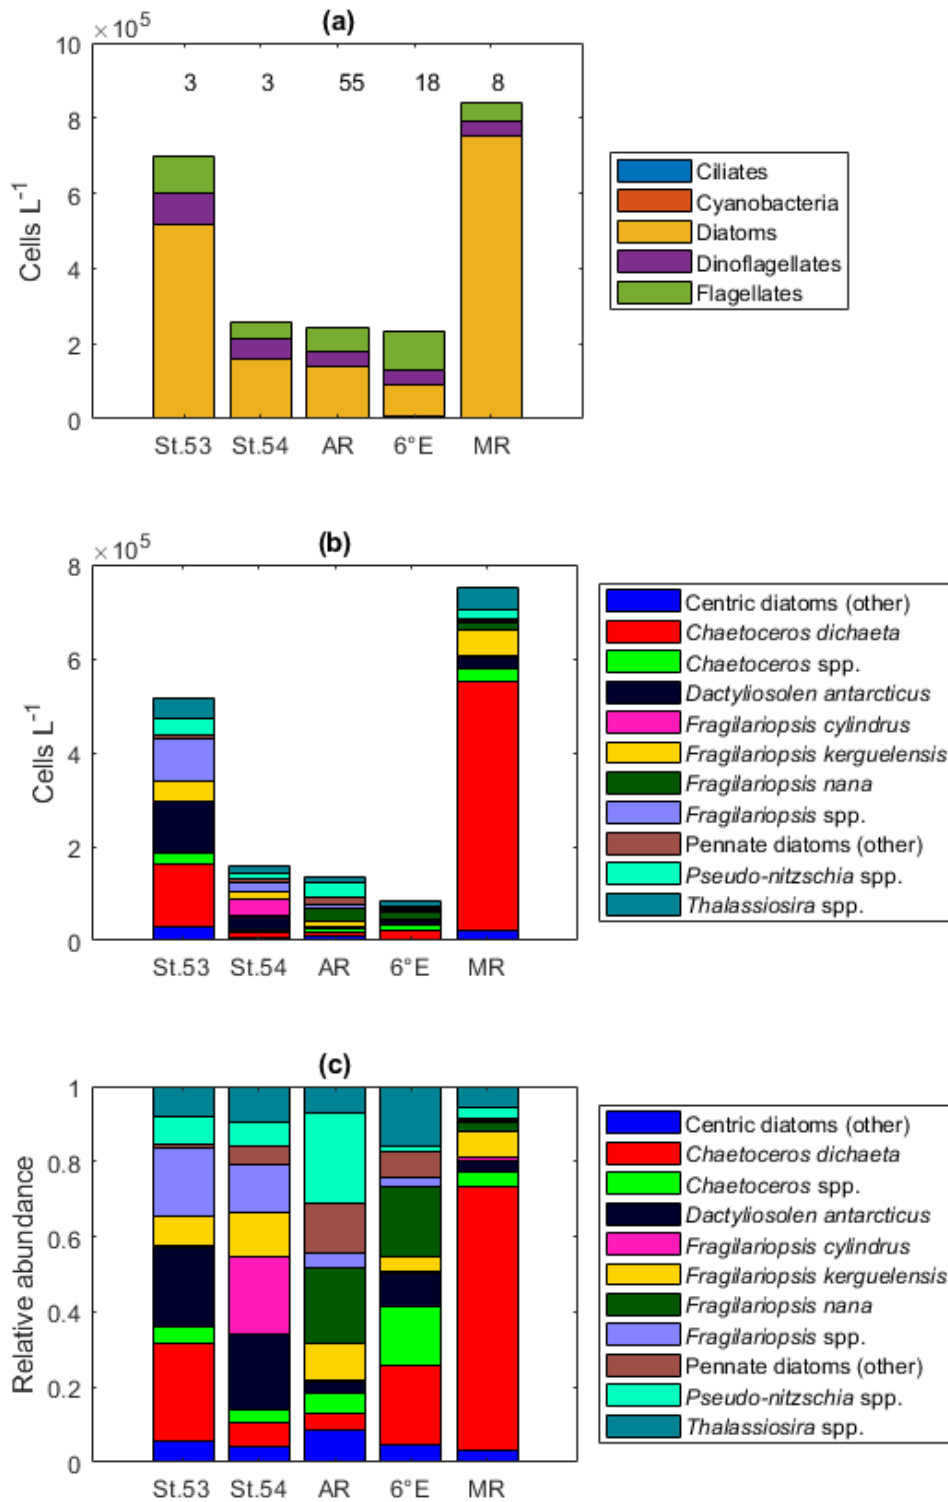 (a)
×10⁵
10
8
6
4
2
0
Cells L⁻¹
3 3 55 18 8
St.53 St.54 AR 6°E MR
Ciliates
Cyanobacteria
Diatoms
Dinoflagellates
Flagellates
(b)
×10⁵
8
6
4
2
0
Cells L⁻¹
St.53 St.54 AR 6°E MR
Centric diatoms (other)
Chaetoceros dichaeta
Chaetoceros spp.
Dactyliosolen antarcticus
Fragilariopsis cylindrus
Fragilariopsis kerguelensis
Fragilariopsis nana
Fragilariopsis spp.
Pennate diatoms (other)
Pseudo-nitzschia spp.
Thalassiosira spp.
(c)
1
0.8
0.6
0.4
0.2
0
Relative abundance
St.53 St.54 AR 6°E MR
Centric diatoms (other)
Chaetoceros dichaeta
Chaetoceros spp.
Dactyliosolen antarcticus
Fragilariopsis cylindrus
Fragilariopsis kerguelensis
Fragilariopsis nana
Fragilariopsis spp.
Pennate diatoms (other)
Pseudo-nitzschia spp.
Thalassiosira spp.